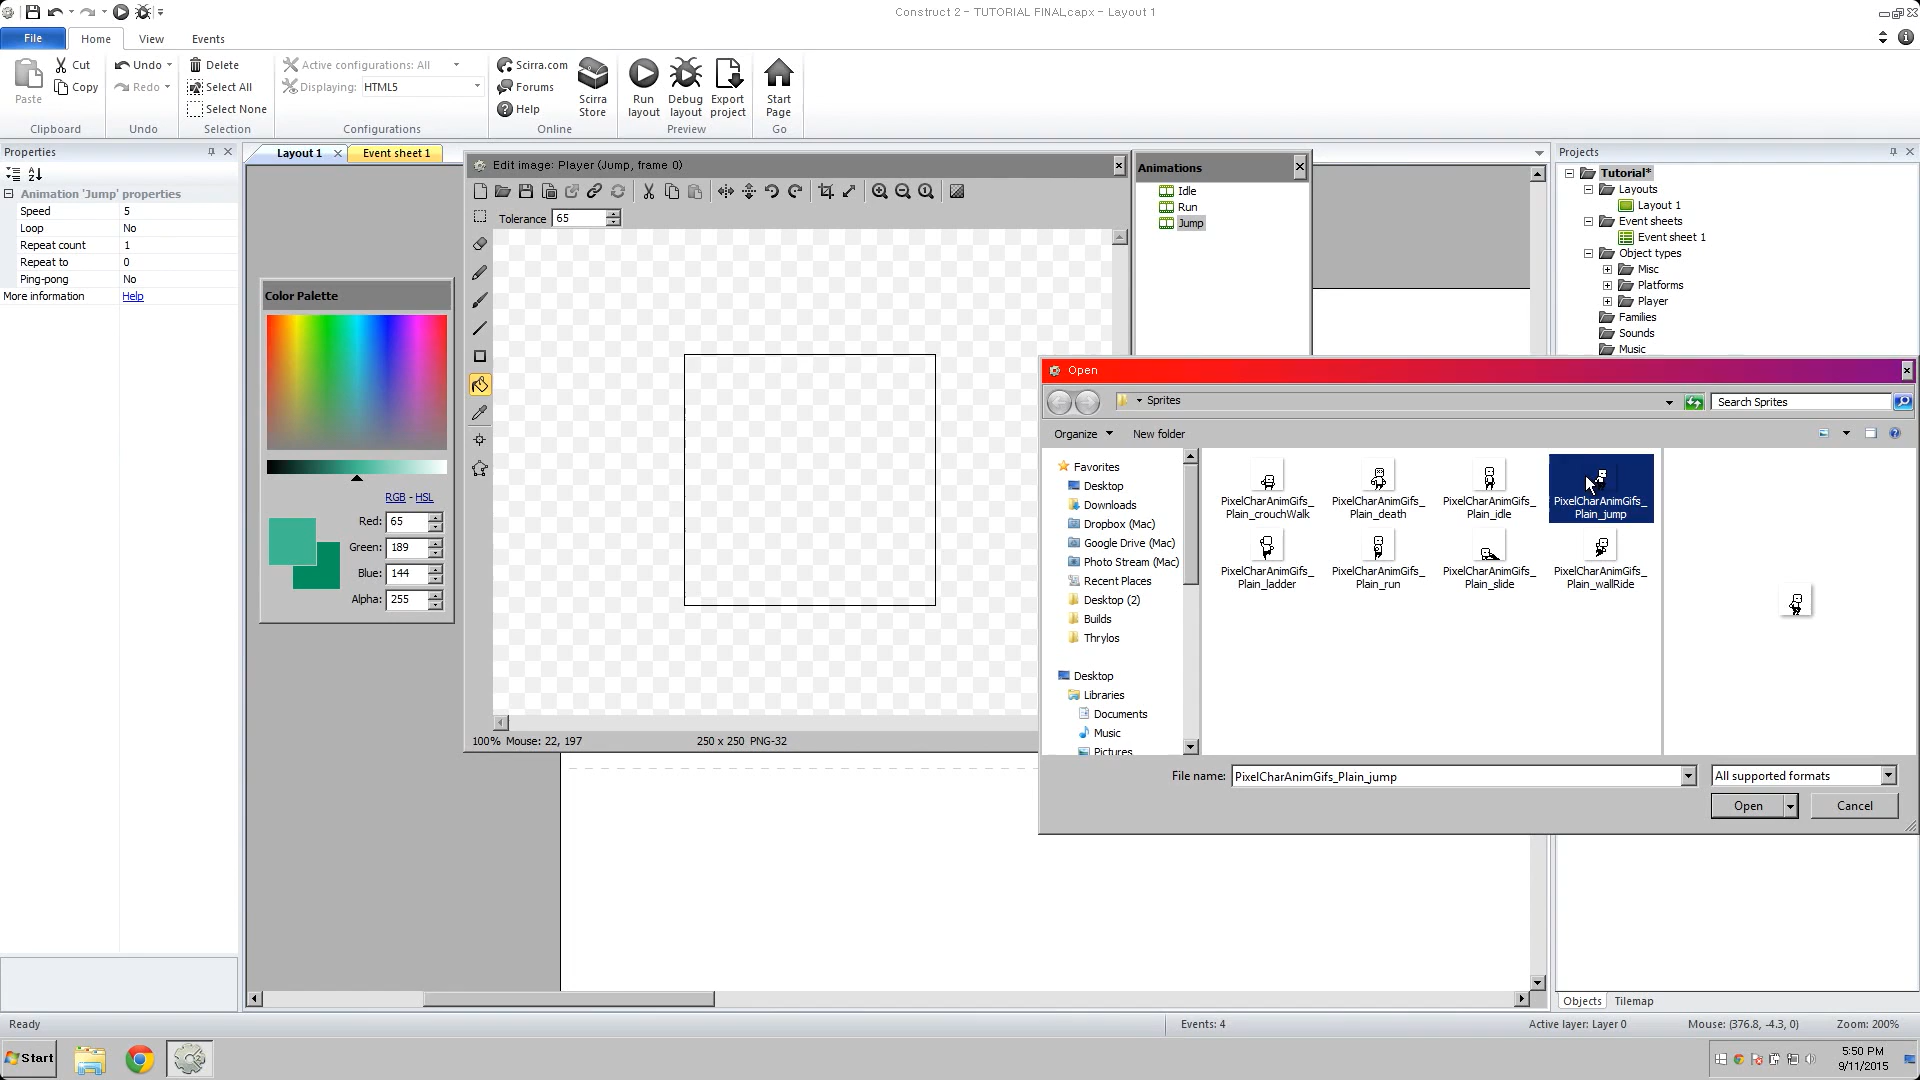 Construct 2 - TUTORIAL FINAL.capx - Layout 1
File
Home
View
Events
Paste
Cut
Copy
Clipboard
Undo
Redo
Undo
Delete
Select All
Select None
Selection
Active configurations: All
Displaying:
HTML5
Configurations
Scirra.com
Forums
Help
Scirra
Store
Online
Run
layout
Debug
layout
Export
project
Preview
Start
Page
Go
Properties
Animation 'Jump' properties
Speed
5
Loop
No
Repeat count
1
Repeat to
0
Ping-pong
No
More information
Help
Layout 1
Event sheet 1
Color Palette
RGB - HSL
Red: 65
Green: 189
Blue: 144
Alpha: 255
Edit image: Player (Jump, frame 0)
Tolerance 65
100% Mouse: 22, 197
250 x 250 PNG-32
Animations
Idle
Run
Jump
Projects
Tutorial*
Layouts
Layout 1
Event sheets
Event sheet 1
Object types
Misc
Platforms
Player
Families
Sounds
Music
Open
Sprites
Search Sprites
Organize
New folder
Favorites
Desktop
Downloads
Dropbox (Mac)
Google Drive (Mac)
Photo Stream (Mac)
Recent Places
Desktop (2)
Builds
Thrylos
Desktop
Libraries
Documents
Music
Pictures
PixelCharAnimGifs_
Plain_crouchWalk
PixelCharAnimGifs_
Plain_death
PixelCharAnimGifs_
Plain_idle
PixelCharAnimGifs_
Plain_jump
PixelCharAnimGifs_
Plain_ladder
PixelCharAnimGifs_
Plain_run
PixelCharAnimGifs_
Plain_slide
PixelCharAnimGifs_
Plain_wallRide
File name:
PixelCharAnimGifs_Plain_jump
All supported formats
Open
Cancel
Objects
Tilemap
Ready
Events: 4
Active layer: Layer 0
Mouse: (376.8, -4.3, 0)
Zoom: 200%
Start
5:50 PM
9/11/2015